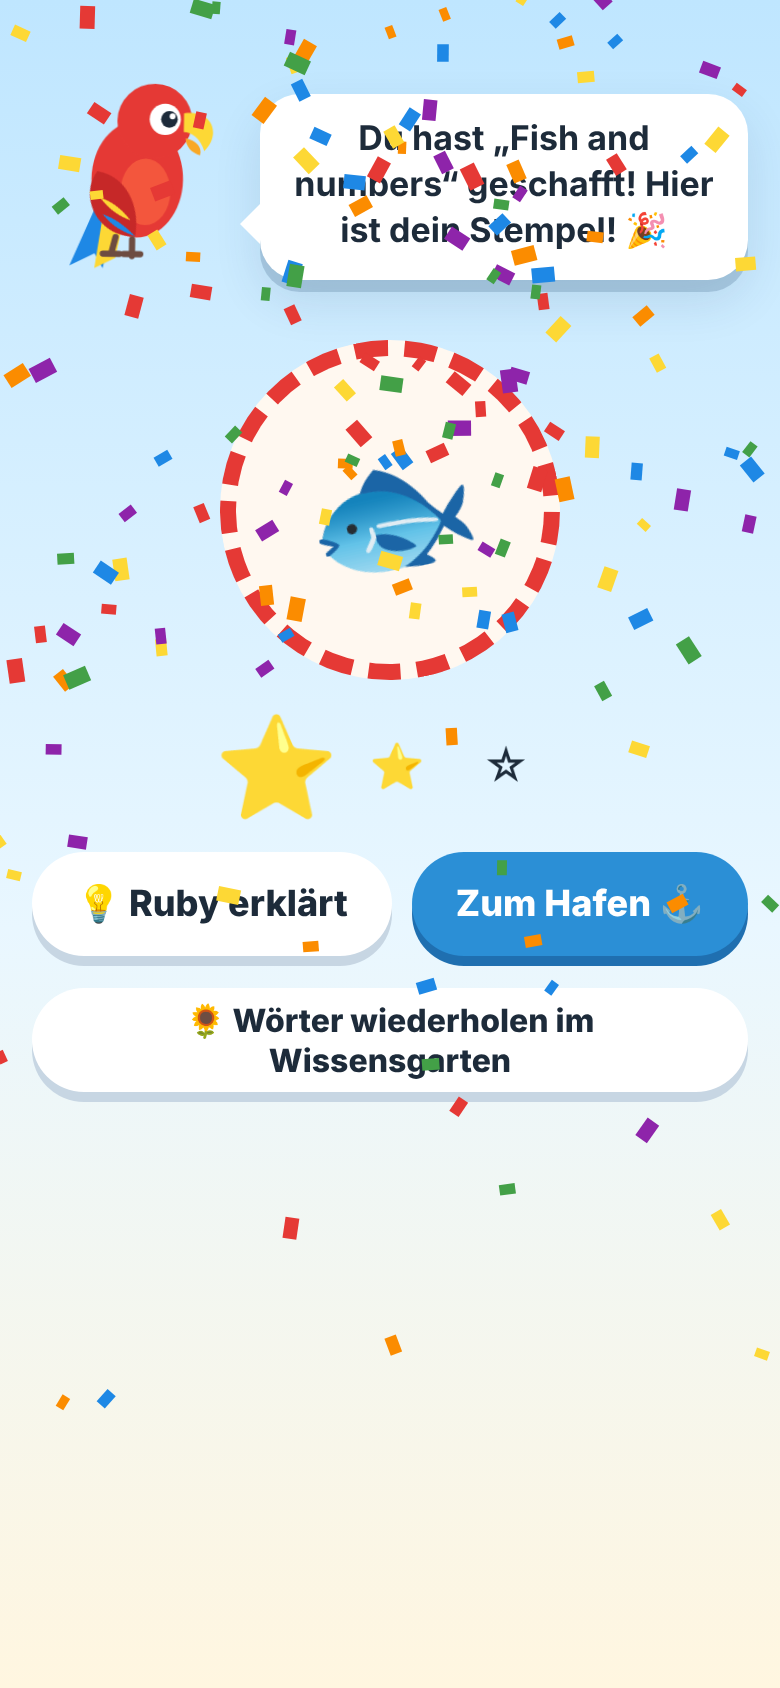 Du hast „Fish and
numbers“ geschafft! Hier
ist dein Stempel! 🎉
💡 Ruby erklärt
Zum Hafen ⚓
🌻 Wörter wiederholen im
Wissensgarten